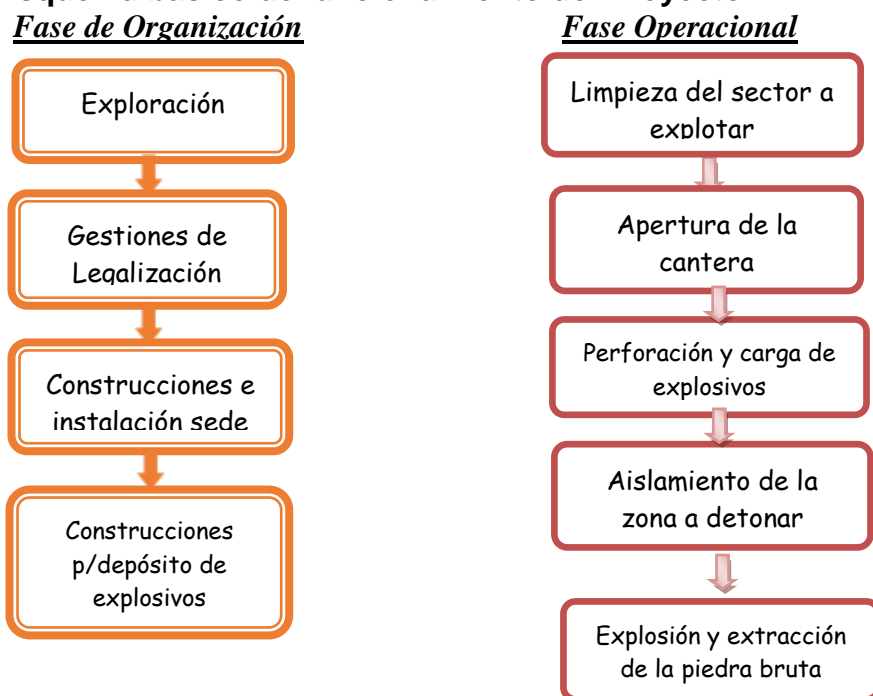 Fase de Organización
Exploración
Gestiones de
Legalización
Construcciones e
instalación sede
Construcciones
p/depósito de
explosivos
Fase Operacional
Limpieza del sector a
explotar
Apertura de la
cantera
Perforación y carga de
explosivos
Aislamiento de la
zona a detonar
Explosión y extracción
de la piedra bruta